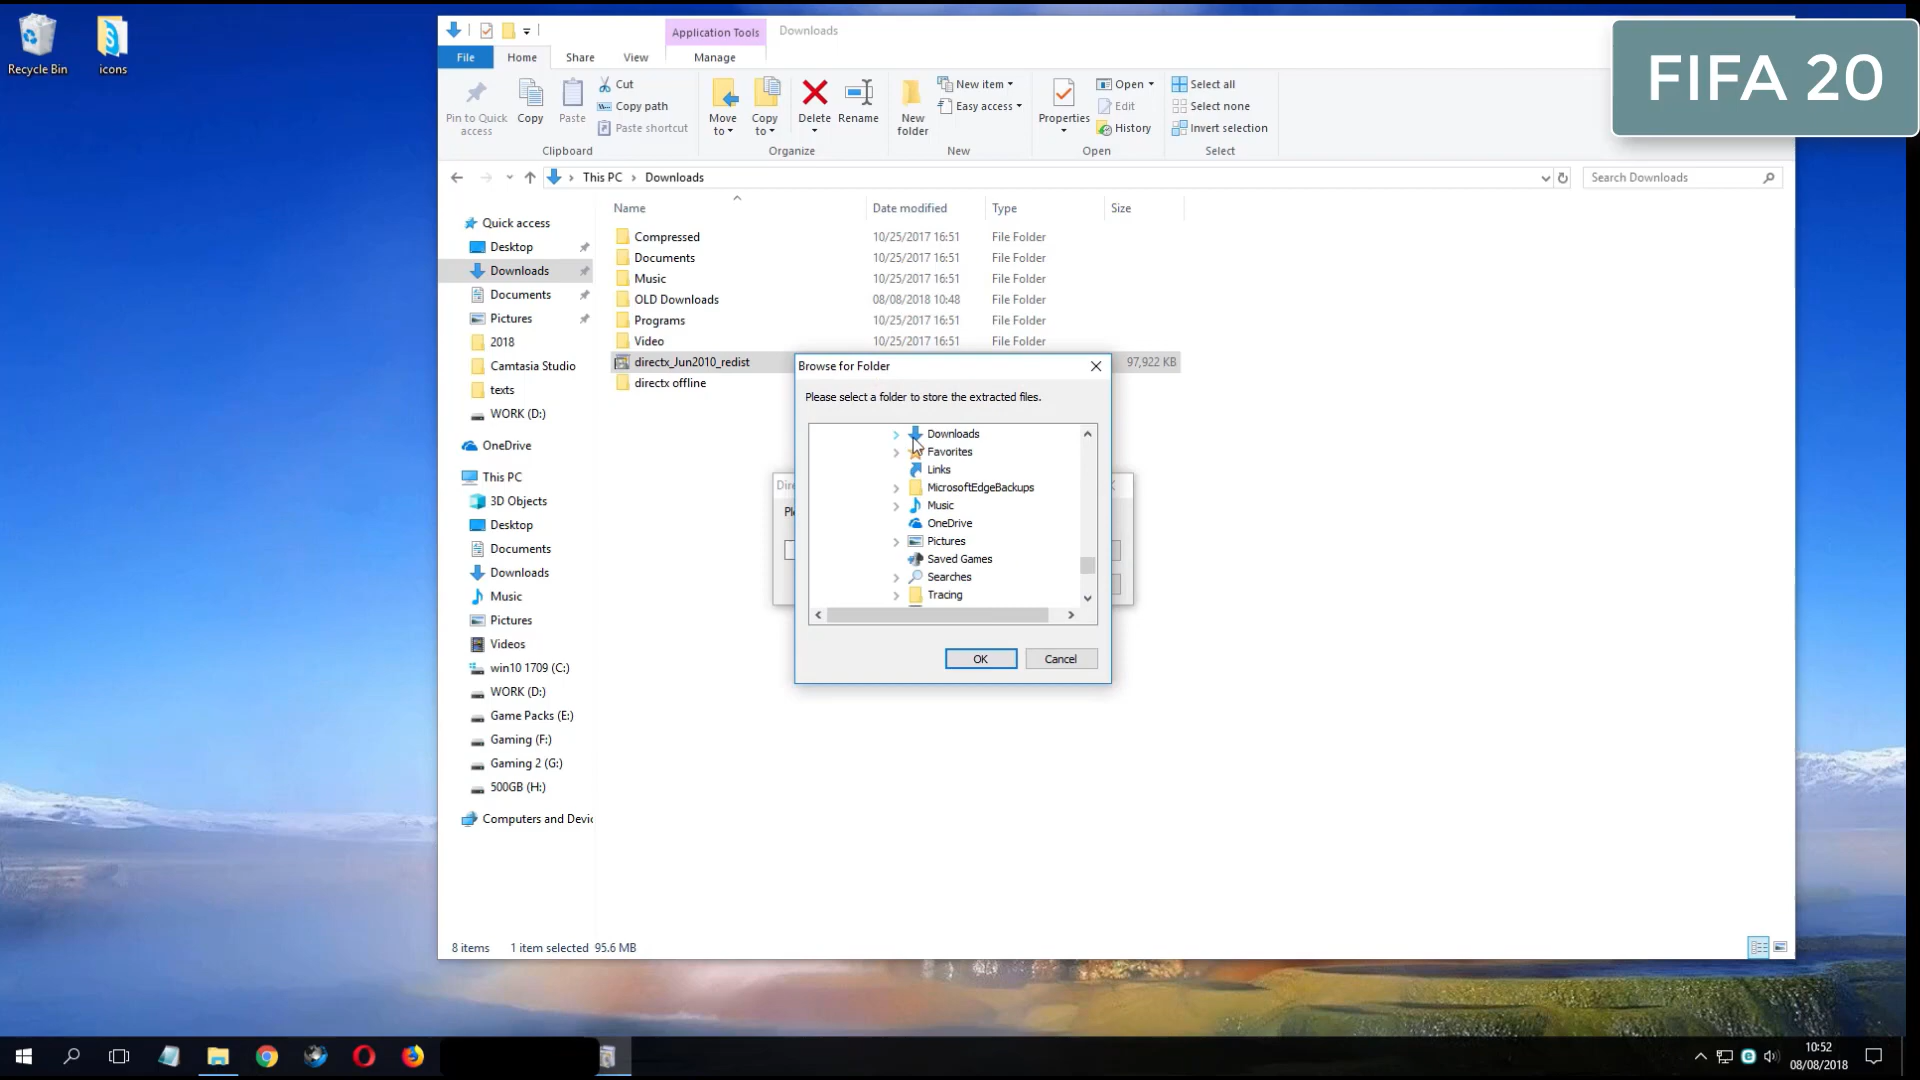 Recycle Bin
icons
Application Tools
Downloads
FIFA 20
File
Home
Share
View
Manage
Pin to Quick access
Copy
Paste
Cut
Copy path
Paste shortcut
Move to
Copy to
Delete
Rename
New folder
New item
Easy access
Properties
Open
Edit
History
Select all
Select none
Invert selection
Clipboard
Organize
New
Open
Select
This PC
Downloads
Search Downloads
Name
Date modified
Type
Size
Quick access
Desktop
Downloads
Documents
Pictures
2018
Camtasia Studio
texts
WORK (D:)
OneDrive
This PC
3D Objects
Desktop
Documents
Downloads
Music
Pictures
Videos
win10 1709 (C:)
WORK (D:)
Game Packs (E:)
Gaming (F:)
Gaming 2 (G:)
500GB (H:)
Computers and Devic
Compressed 10/25/2017 16:51 File Folder
Documents 10/25/2017 16:51 File Folder
Music 10/25/2017 16:51 File Folder
OLD Downloads 08/08/2018 10:48 File Folder
Programs 10/25/2017 16:51 File Folder
Video 10/25/2017 16:51 File Folder
directx_Jun2010_redist 97,922 KB
directx offline
Browse for Folder
Please select a folder to store the extracted files.
Downloads
Favorites
Links
MicrosoftEdgeBackups
Music
OneDrive
Pictures
Saved Games
Searches
Tracing
OK
Cancel
8 items
1 item selected 95.6 MB
10:52
08/08/2018